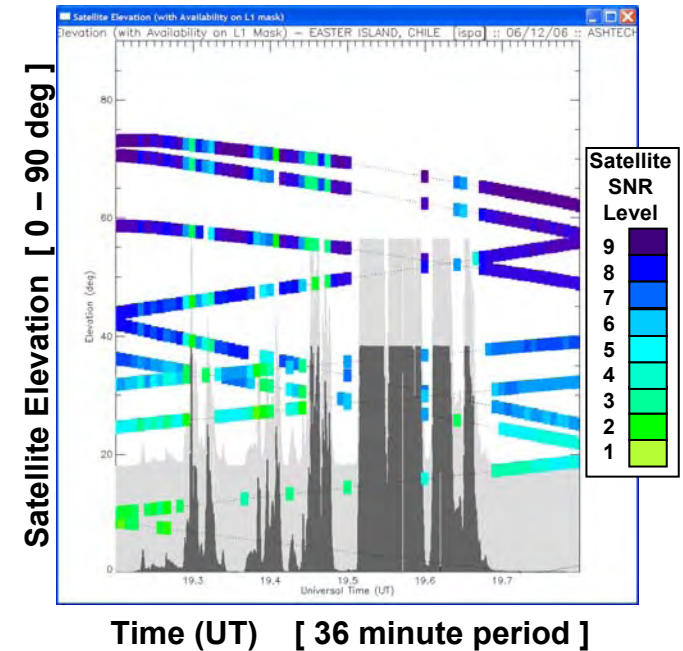 Satellite Elevation (with Availability on L1 mask)
Elevation (with Availability on L1 Mask) – EASTER ISLAND, CHILE [ispa] :: 06/12/06 :: ASHTECH
Satellite Elevation [ 0 – 90 deg ]
Elevation (deg)
80
60
40
20
0
19.3 19.4 19.5 19.6 19.7
Universal Time (UT)
Time (UT) [ 36 minute period ]
Satellite
SNR
Level
9
8
7
6
5
4
3
2
1